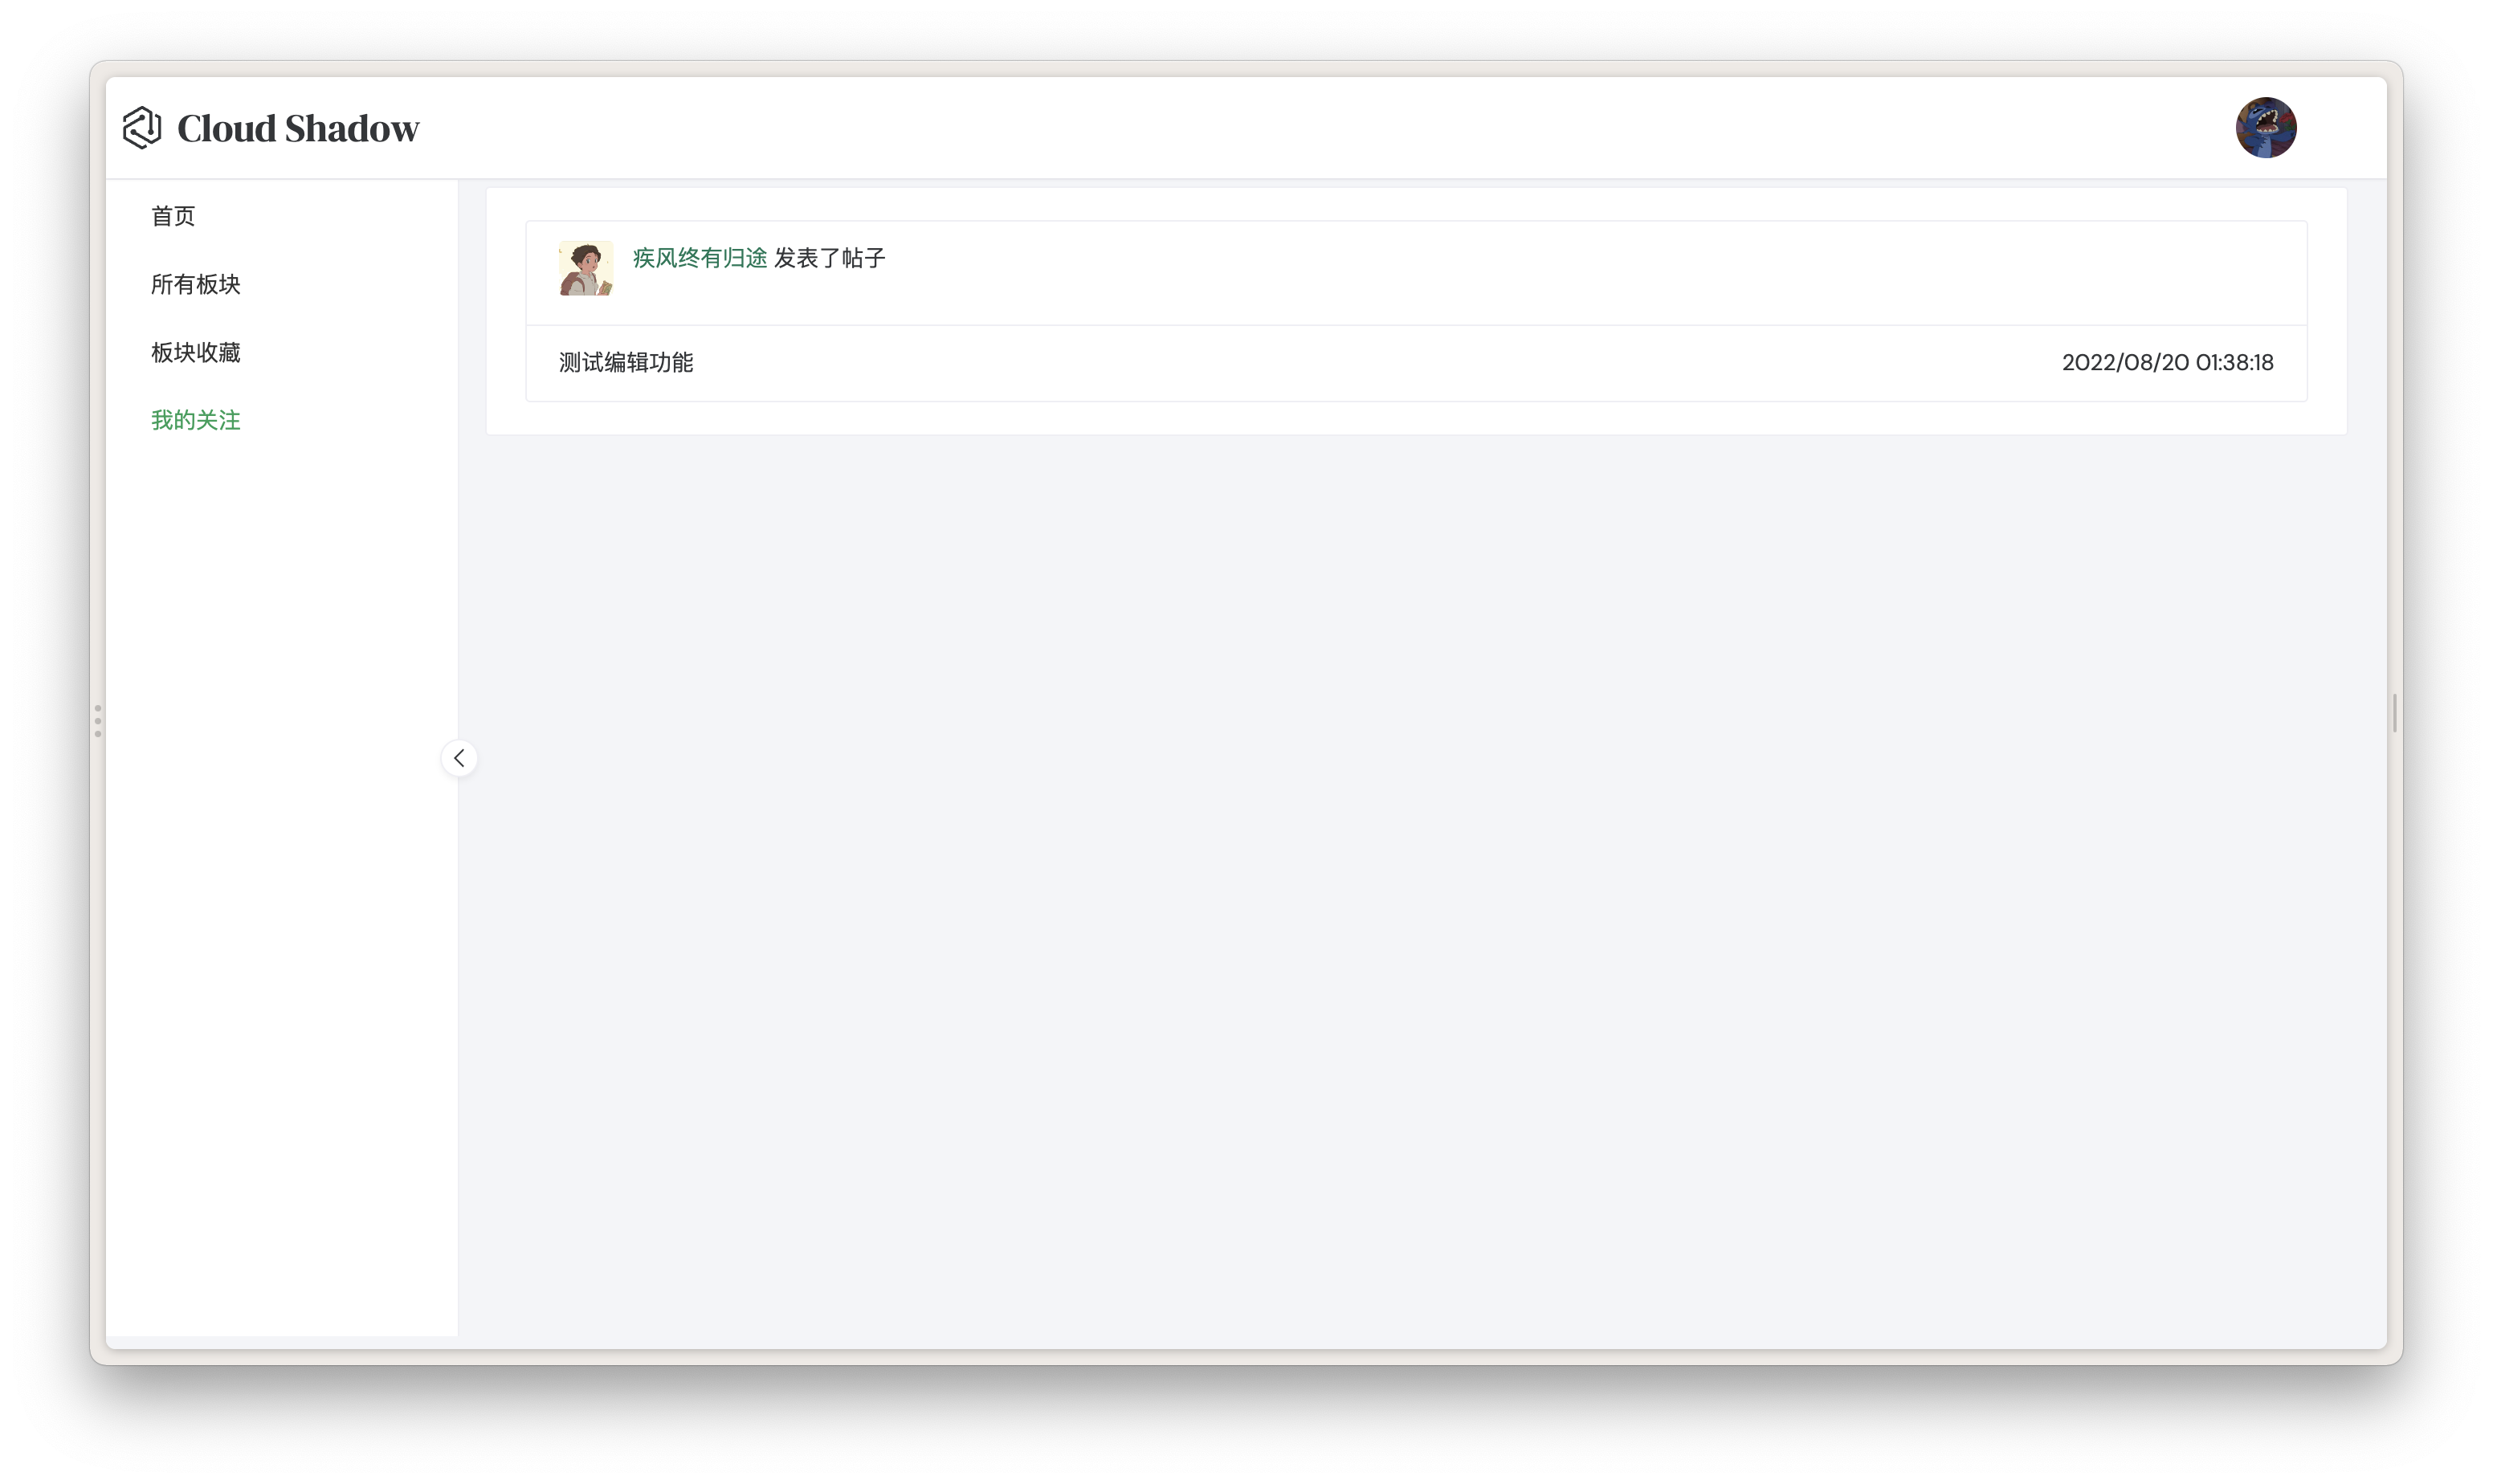 Cloud Shadow
首页
所有板块
板块收藏
我的关注
疾风终有归途 发表了帖子
测试编辑功能
2022/08/20 01:38:18